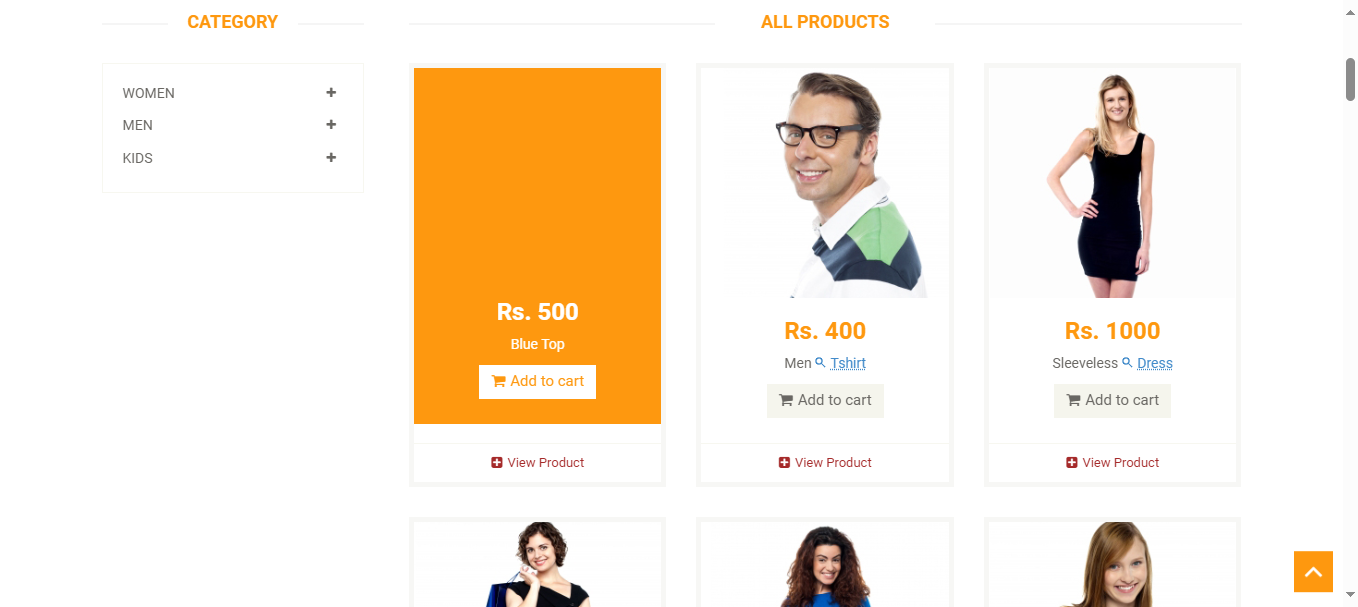 CATEGORY
ALL PRODUCTS
WOMEN
MEN
KIDS
Rs. 500
Blue Top
Add to cart
View Product
Rs. 400
Men Tshirt
Add to cart
View Product
Rs. 1000
Sleeveless Dress
Add to cart
View Product